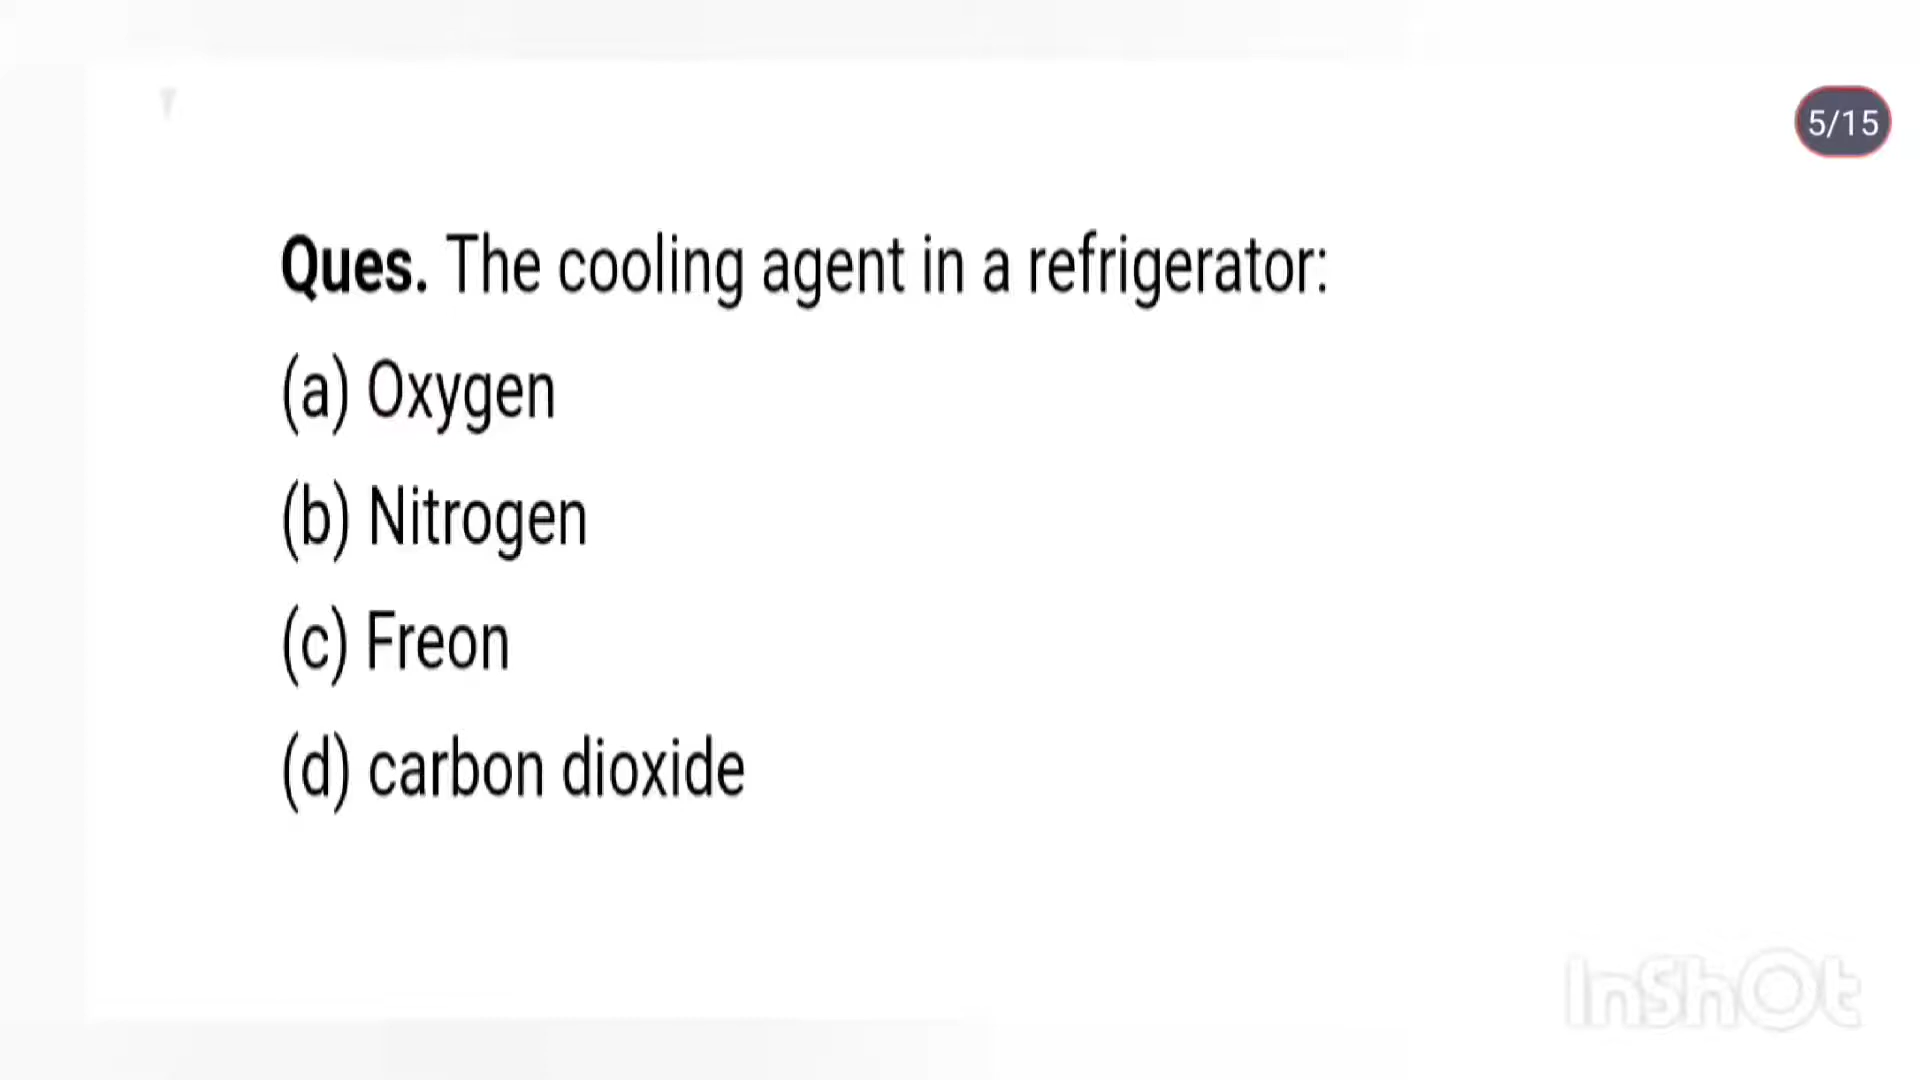 5/15
Ques. The cooling agent in a refrigerator:
(a) Oxygen
(b) Nitrogen
(c) Freon
(d) carbon dioxide
InShOt